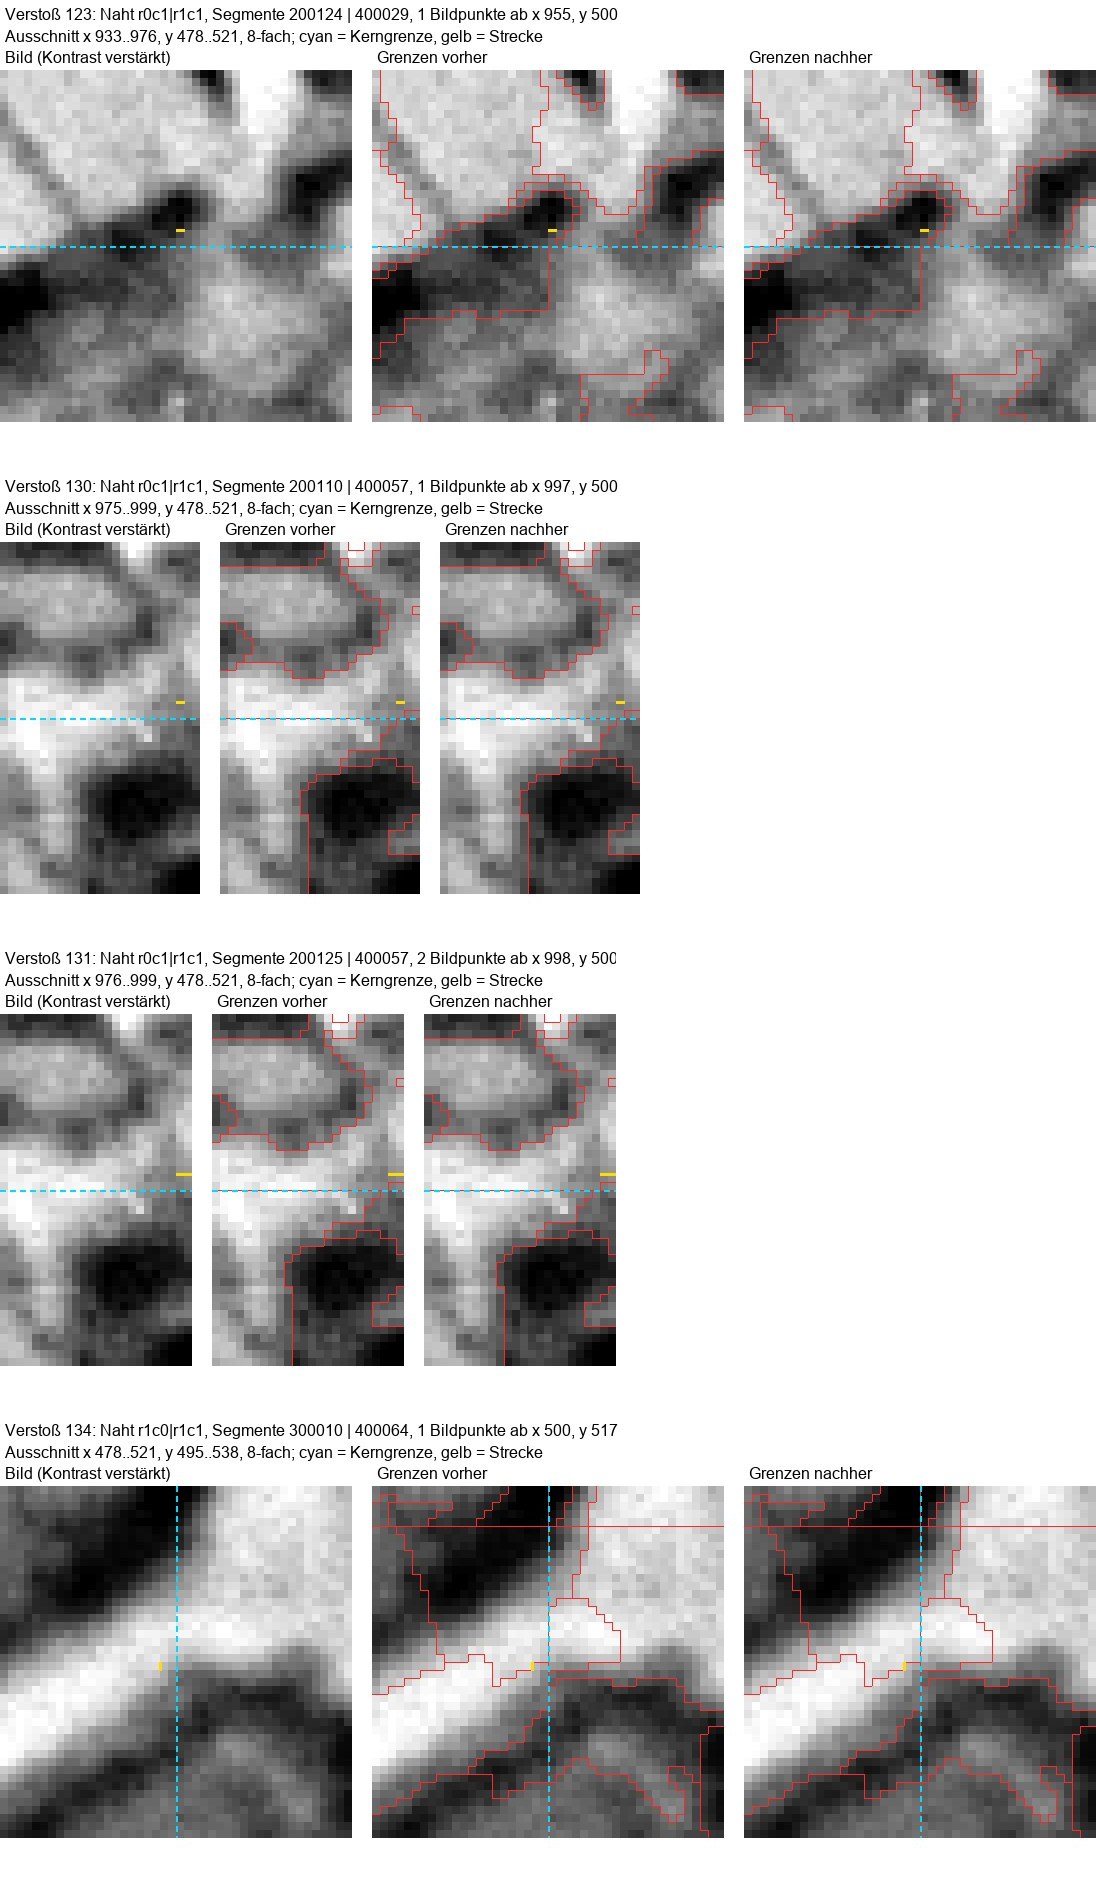 Verstoß 123: Naht r0c1|r1c1, Segmente 200124 | 400029, 1 Bildpunkte ab x 955, y 500
Ausschnitt x 933..976, y 478..521, 8-fach; cyan = Kerngrenze, gelb = Strecke
Bild (Kontrast verstärkt) Grenzen vorher Grenzen nachher
Verstoß 130: Naht r0c1|r1c1, Segmente 200110 | 400057, 1 Bildpunkte ab x 997, y 500
Ausschnitt x 975..999, y 478..521, 8-fach; cyan = Kerngrenze, gelb = Strecke
Bild (Kontrast verstärkt) Grenzen vorher Grenzen nachher
Verstoß 131: Naht r0c1|r1c1, Segmente 200125 | 400057, 2 Bildpunkte ab x 998, y 500
Ausschnitt x 976..999, y 478..521, 8-fach; cyan = Kerngrenze, gelb = Strecke
Bild (Kontrast verstärkt) Grenzen vorher Grenzen nachher
Verstoß 134: Naht r1c0|r1c1, Segmente 300010 | 400064, 1 Bildpunkte ab x 500, y 517
Ausschnitt x 478..521, y 495..538, 8-fach; cyan = Kerngrenze, gelb = Strecke
Bild (Kontrast verstärkt) Grenzen vorher Grenzen nachher